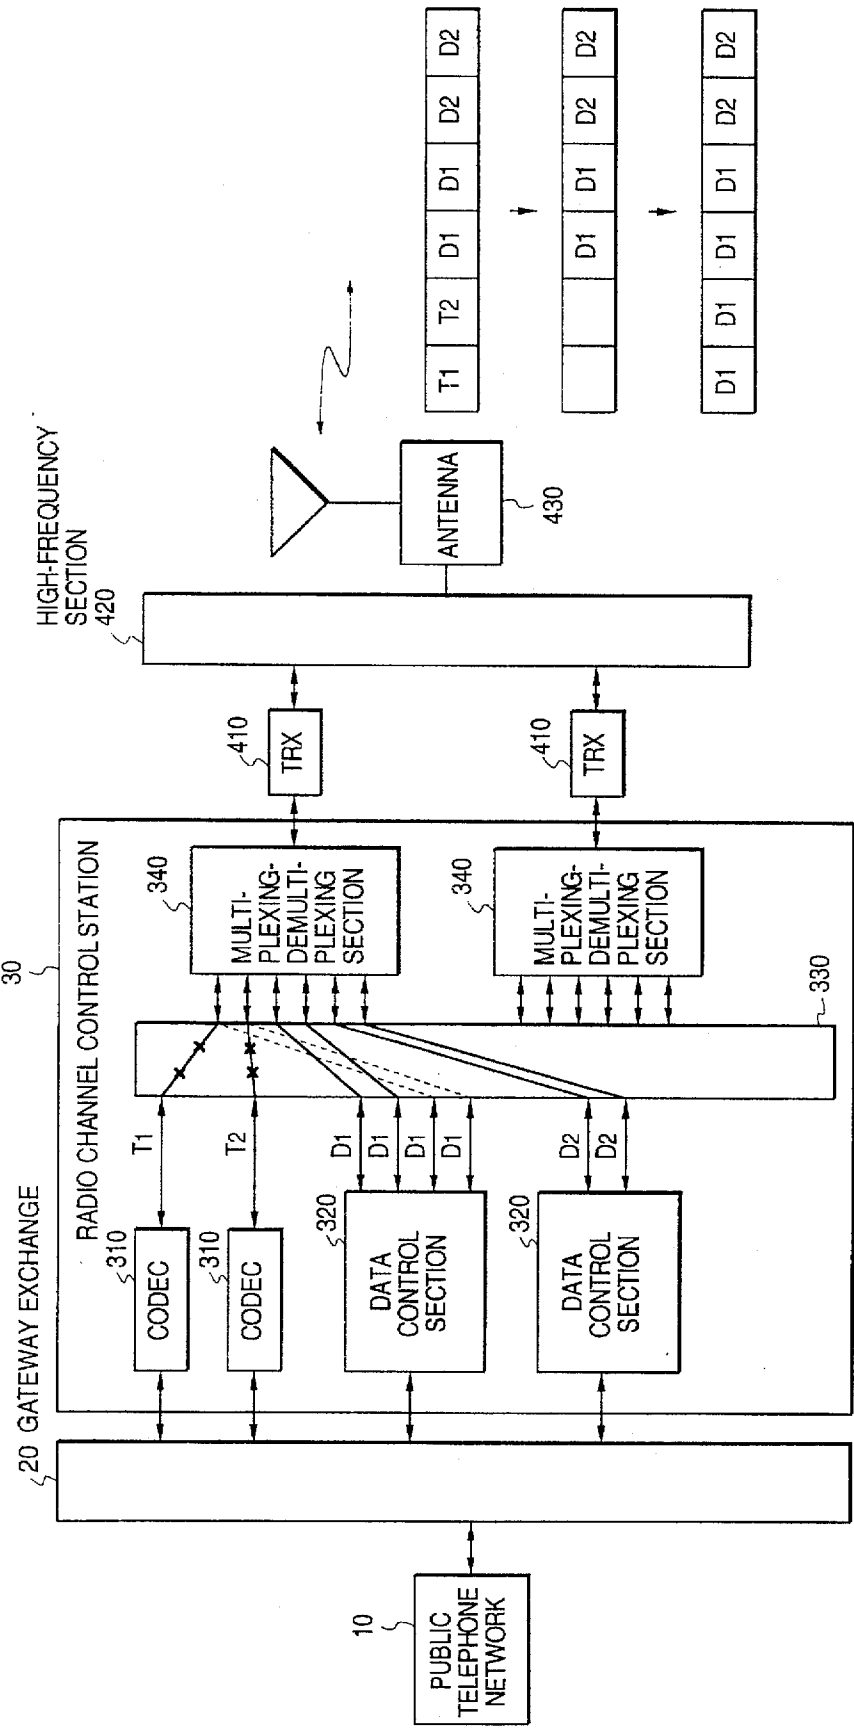 10
PUBLIC
TELEPHONE
NETWORK
20 GATEWAY EXCHANGE
30
RADIO CHANNEL CONTROL STATION
310
CODEC
T1
310
CODEC
T2
320
DATA
CONTROL
SECTION
D1
D1
D1
D1
320
DATA
CONTROL
SECTION
D2
D2
330
340
MULTI-
PLEXING-
DEMULTI-
PLEXING
SECTION
340
MULTI-
PLEXING-
DEMULTI-
PLEXING
SECTION
410
TRX
410
TRX
HIGH-FREQUENCY
SECTION
420
ANTENNA
430
T1 T2 D1 D1 D2 D2
D1 D1 D2 D2
D1 D1 D1 D1 D2 D2